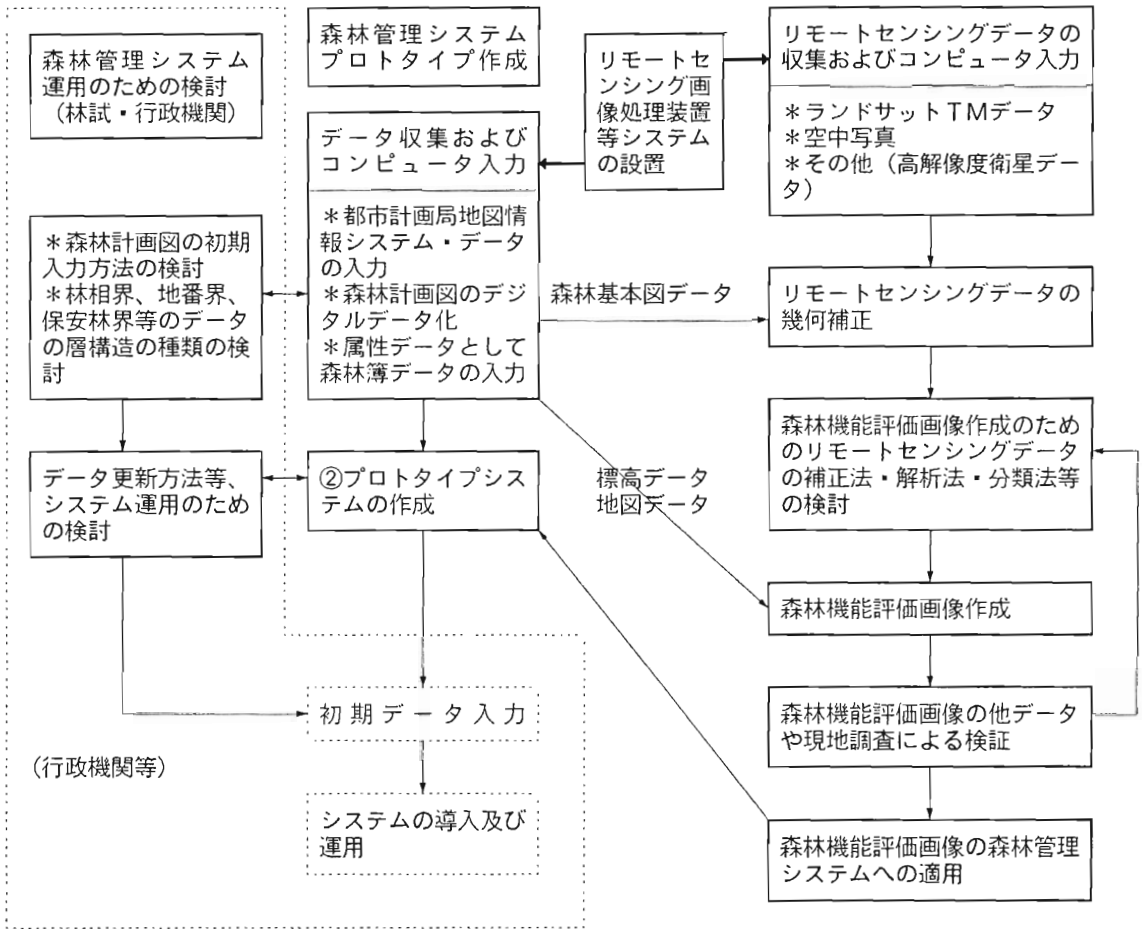 森林管理システム
運用のための検討
（林試・行政機関）
＊森林計画図の初期
入力方法の検討
＊林相界、地番界、
保安林界等のデータ
の層構造の種類の検
討
データ更新方法等、
システム運用のため
の検討
（行政機関等）
森林管理システム
プロトタイプ作成
データ収集および
コンピュータ入力
＊都市計画局地図情
報システム・データ
の入力
＊森林計画図のデジ
タルデータ化
＊属性データとして
森林簿データの入力
②プロトタイプシス
テムの作成
初期データ入力
システムの導入及び
運用
リモートセ
ンシング画
像処理装置
等システム
の設置
森林基本図データ
標高データ
地図データ
リモートセンシングデータの
収集およびコンピュータ入力
＊ランドサットＴＭデータ
＊空中写真
＊その他（高解像度衛星デー
タ）
リモートセンシングデータの
幾何補正
森林機能評価画像作成のため
のリモートセンシングデータ
の補正法・解析法・分類法等
の検討
森林機能評価画像作成
森林機能評価画像の他データ
や現地調査による検証
森林機能評価画像の森林管理
システムへの適用